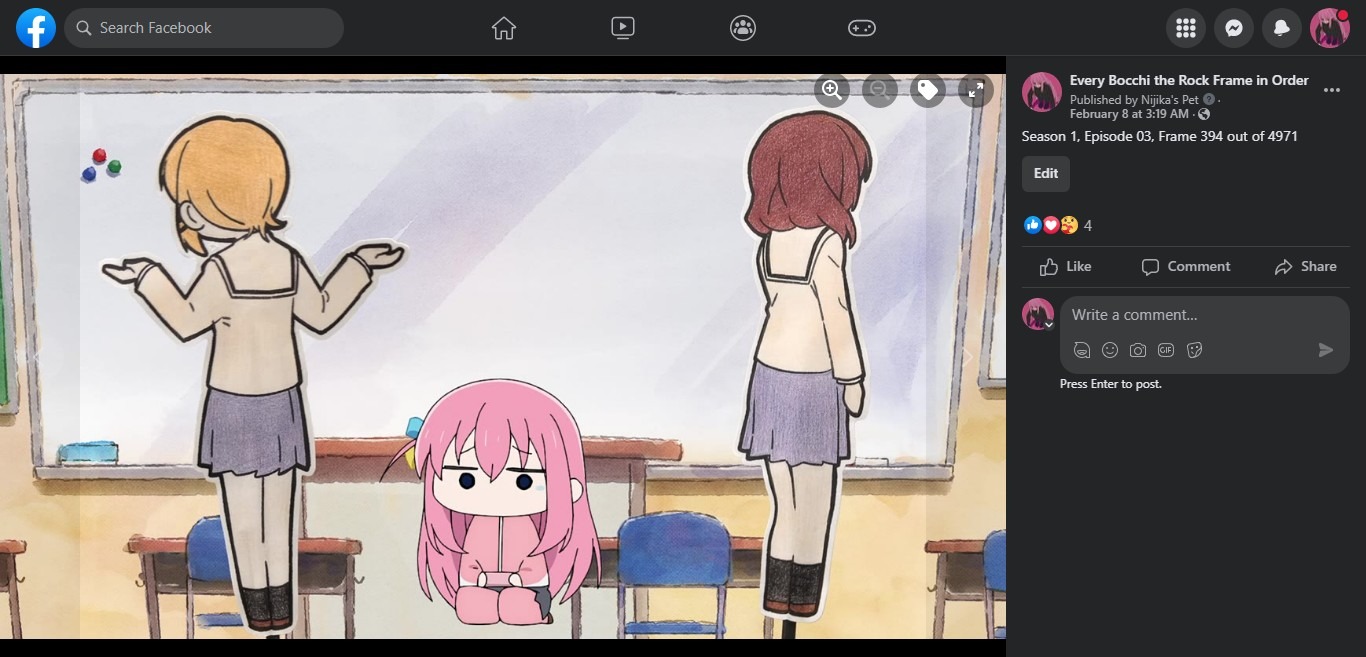 Search Facebook
Every Bocchi the Rock Frame in Order
Published by Nijika's Pet ·
February 8 at 3:19 AM ·
Season 1, Episode 03, Frame 394 out of 4971
Edit
4
Like Comment Share
Write a comment...
GIF
Press Enter to post.